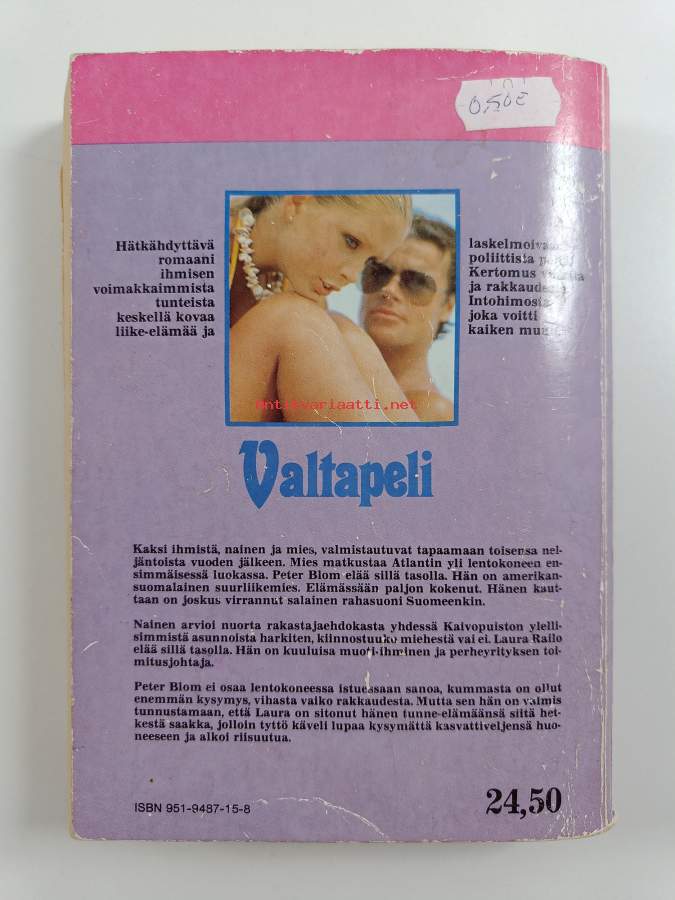 0,50€
Hätkähdyttävä
romaani
ihmisen
voimakkaimmista
tunteista
keskellä kovaa
liike-elämää ja
poliittista
Kertomus
ja
Intohimosta
joka voitti
kaiken
Antikvariaatti.net
Valtapeli
Kaksi ihmistä, nainen ja mies, valmistautuvat tapaamaan toisensa nel-
jäntoista vuoden jälkeen. Mies matkustaa Atlantin yli lentokoneen en-
simmäisessä luokassa. Peter Blom elää sillä tasolla. Hän on amerikan-
suomalainen suurliikemies. Elämässään paljon kokenut. Hänen kaut-
taan on joskus virrannut salainen rahasuoni Suomeenkin.
Nainen arvioi nuorta rakastajaehdokasta yhdessä Kaivopuiston ylelli-
simmistä asunnoista harkiten, kiinnostuuko miehestä vai ei. Laura Railo
elää sillä tasolla. Hän on kuuluisa muoti-ihminen ja perheyrityksen toi-
mitusjohtaja.
Peter Blom ei osaa lentokoneessa istuessaan sanoa, kummasta on ollut
enemmän kysymys, vihasta vaiko rakkaudesta. Mutta sen hän on valmis
tunnustamaan, että Laura on sitonut hänen tunne-elämäänsä siitä het-
kestä saakka, jolloin tyttö käveli lupaa kysymättä kasvattiveljensä huo-
neeseen ja alkoi riisuutua.
ISBN 951-9487-15-8
24,50